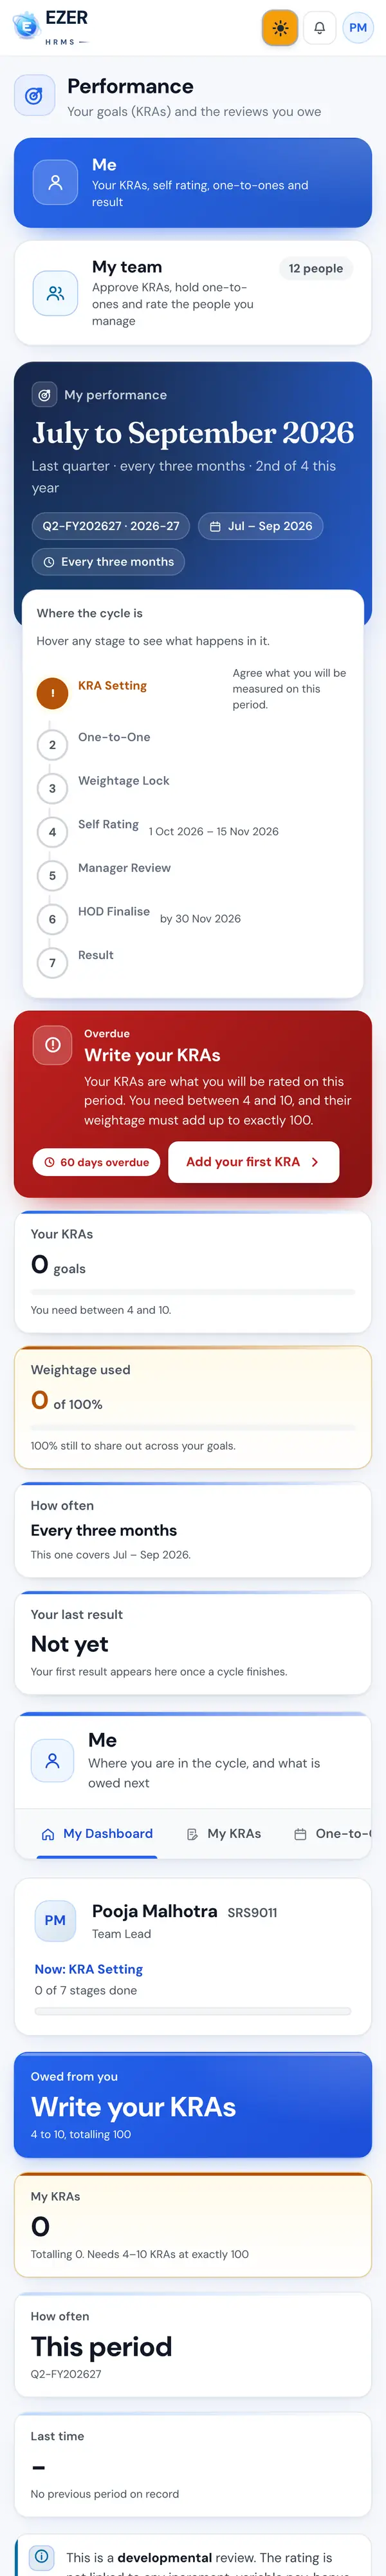 EZER
HRMS
PM
Performance
Your goals (KRAs) and the reviews you owe
Me
Your KRAs, self rating, one-to-ones and
result
My team
12 people
Approve KRAs, hold one-to-
ones and rate the people you
manage
My performance
July to September 2026
Last quarter · every three months · 2nd of 4 this
year
Q2-FY202627 · 2026-27
Jul – Sep 2026
Every three months
Where the cycle is
Hover any stage to see what happens in it.
!
KRA Setting
Agree what you will be
measured on this
period.
2
One-to-One
3
Weightage Lock
4
Self Rating
1 Oct 2026 – 15 Nov 2026
5
Manager Review
6
HOD Finalise
by 30 Nov 2026
7
Result
Overdue
Write your KRAs
Your KRAs are what you will be rated on this
period. You need between 4 and 10, and their
weightage must add up to exactly 100.
60 days overdue
Add your first KRA
Your KRAs
0 goals
You need between 4 and 10.
Weightage used
0 of 100%
100% still to share out across your goals.
How often
Every three months
This one covers Jul – Sep 2026.
Your last result
Not yet
Your first result appears here once a cycle finishes.
Me
Where you are in the cycle, and what is
owed next
My Dashboard
My KRAs
One-to-
PM
Pooja Malhotra SRS9011
Team Lead
Now: KRA Setting
0 of 7 stages done
Owed from you
Write your KRAs
4 to 10, totalling 100
My KRAs
0
Totalling 0. Needs 4–10 KRAs at exactly 100
How often
This period
Q2-FY202627
Last time
–
No previous period on record
This is a developmental review. The rating is